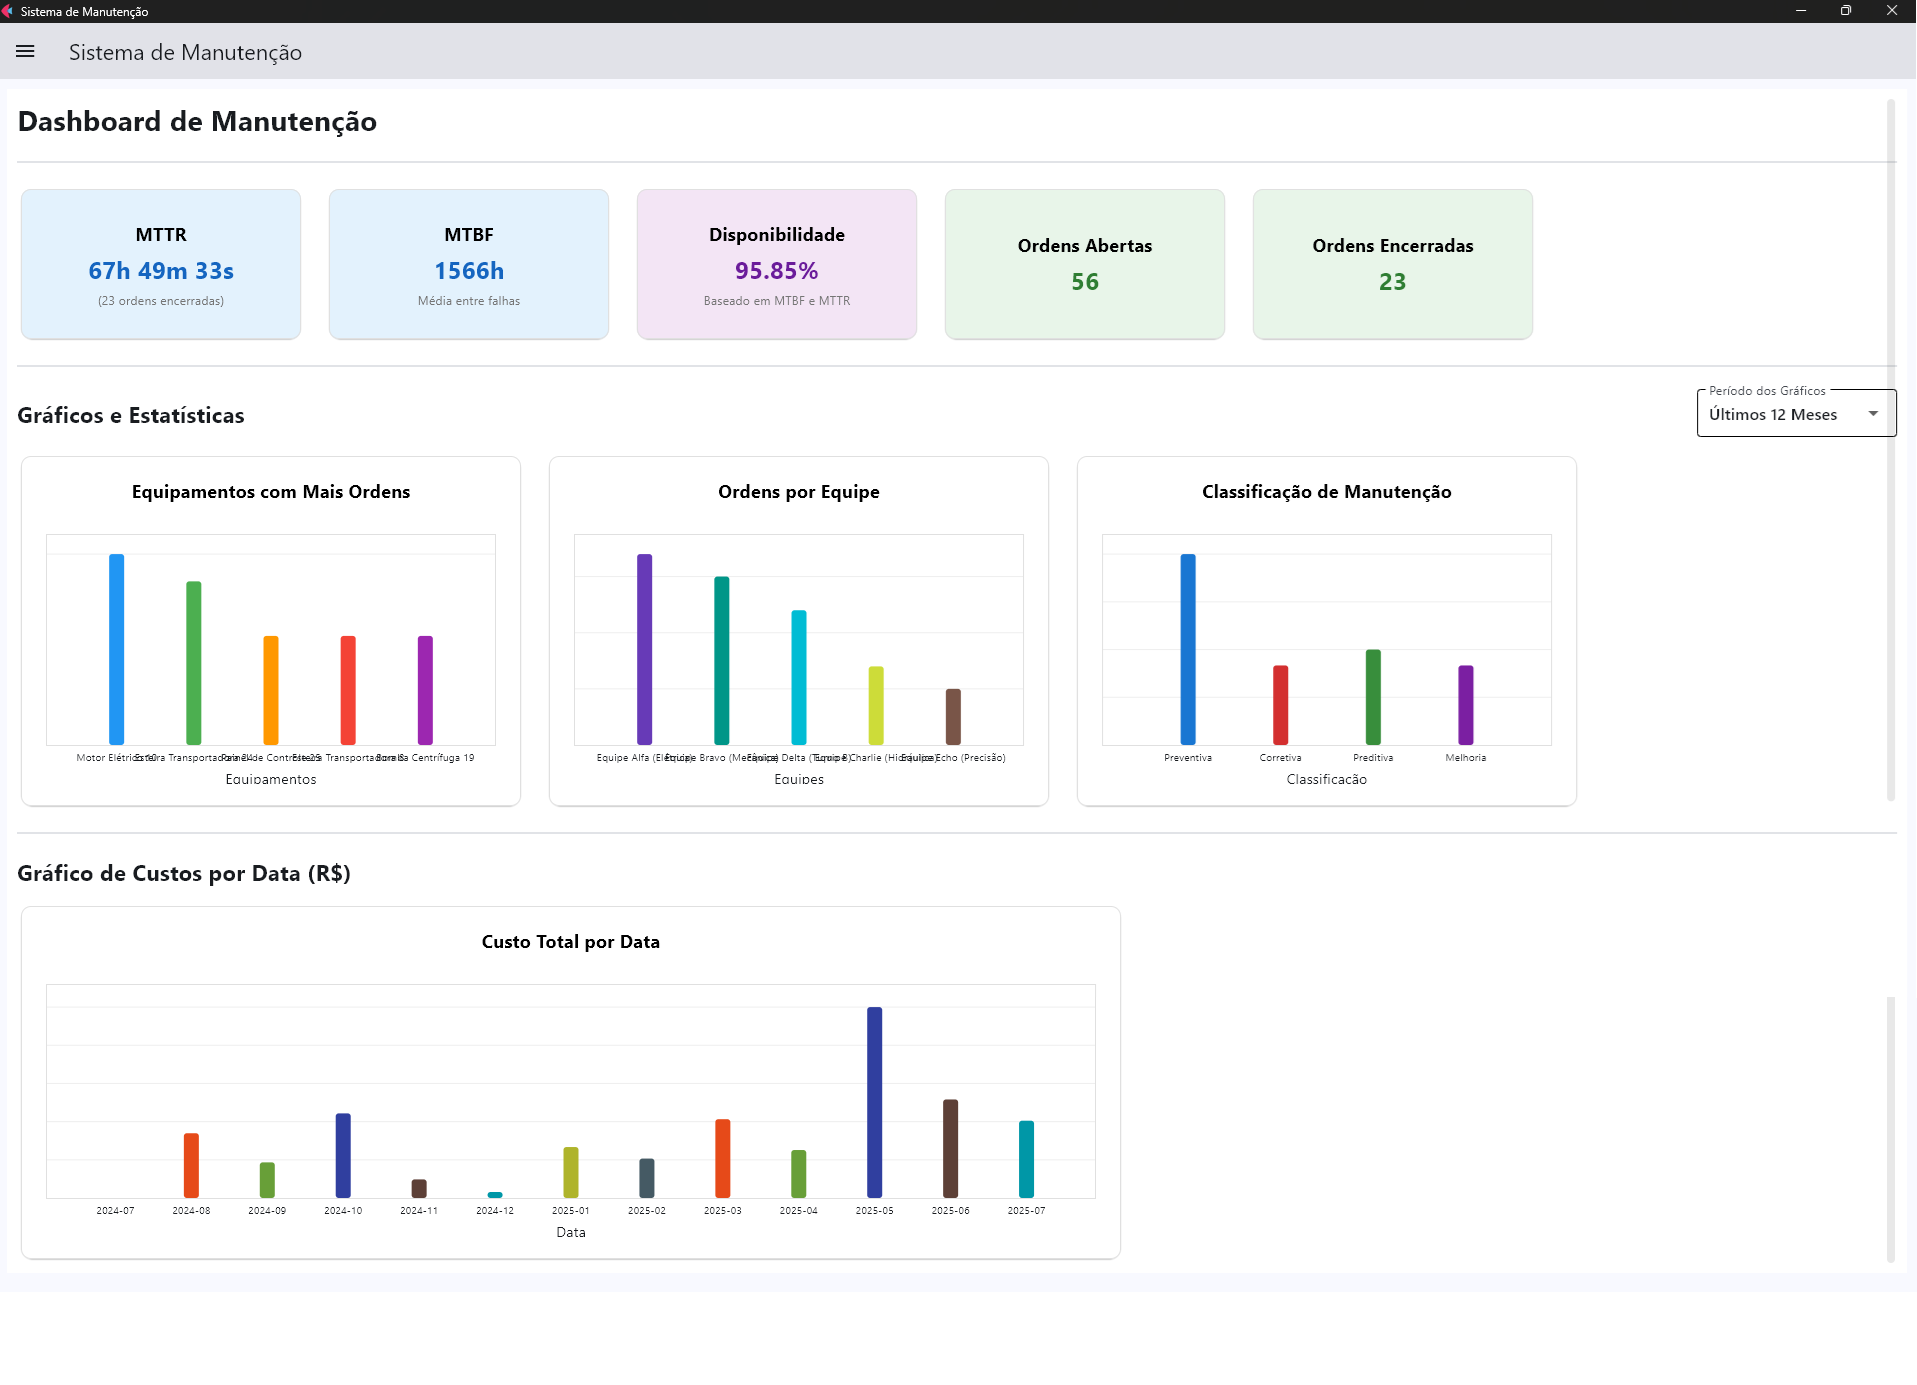 Sistema de Manutenção
Sistema de Manutenção
Dashboard de Manutenção
MTTR
67h 49m 33s
(23 ordens encerradas)
MTBF
1566h
Média entre falhas
Disponibilidade
95.85%
Baseado em MTBF e MTTR
Ordens Abertas
56
Ordens Encerradas
23
Gráficos e Estatísticas
Período dos Gráficos
Últimos 12 Meses
Equipamentos com Mais Ordens
Motor Elétrico
Esteira Transportadora
Painel de Controle
Esteira Transportadora
Bomba Centrífuga 19
Equipamentos
Ordens por Equipe
Equipe Alfa (Elétrica)
Equipe Bravo (Mecânica)
Equipe Delta (Turno B)
Equipe Charlie (Hidráulica)
Equipe Echo (Precisão)
Equipes
Classificação de Manutenção
Preventiva
Corretiva
Preditiva
Melhoria
Classificação
Gráfico de Custos por Data (R$)
Custo Total por Data
2024-07
2024-08
2024-09
2024-10
2024-11
2024-12
2025-01
2025-02
2025-03
2025-04
2025-05
2025-06
2025-07
Data